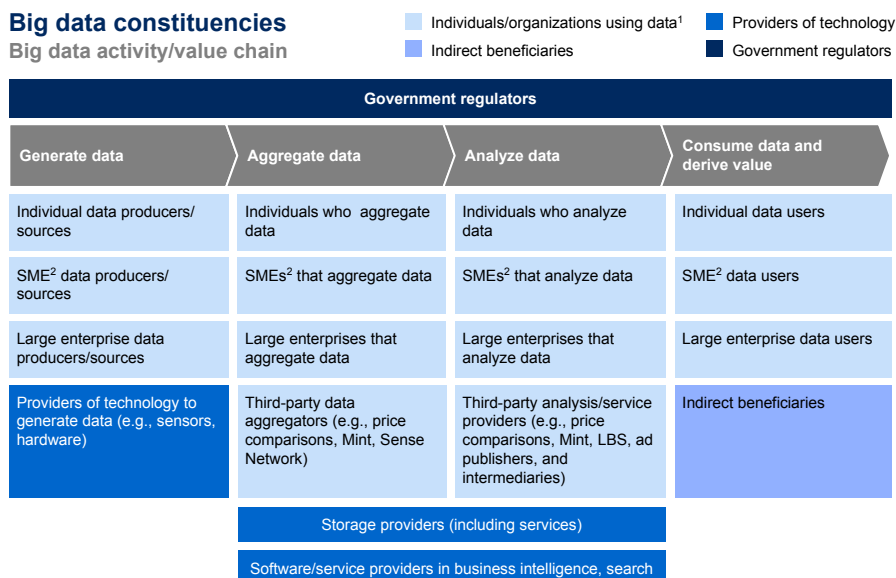 Big data constituencies
Big data activity/value chain
Individuals/organizations using data¹
Indirect beneficiaries
Providers of technology
Government regulators
Government regulators
Generate data
Aggregate data
Analyze data
Consume data and
derive value
Individual data producers/
sources
Individuals who aggregate
data
Individuals who analyze
data
Individual data users
SME² data producers/
sources
SMEs² that aggregate data
SMEs² that analyze data
SME² data users
Large enterprise data
producers/sources
Large enterprises that
aggregate data
Large enterprises that
analyze data
Large enterprise data users
Providers of technology to
generate data (e.g., sensors,
hardware)
Third-party data
aggregators (e.g., price
comparisons, Mint, Sense
Network)
Third-party analysis/service
providers (e.g., price
comparisons, Mint, LBS, ad
publishers, and
intermediaries)
Indirect beneficiaries
Storage providers (including services)
Software/service providers in business intelligence, search